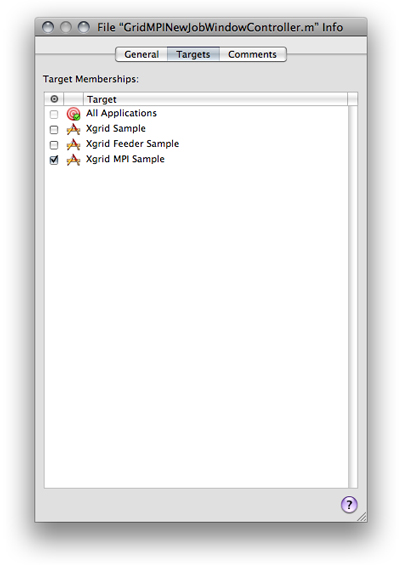 File “GridMPINewJobWindowController.m” Info
General Targets Comments
Target Memberships:
Target
All Applications
Xgrid Sample
Xgrid Feeder Sample
Xgrid MPI Sample
?